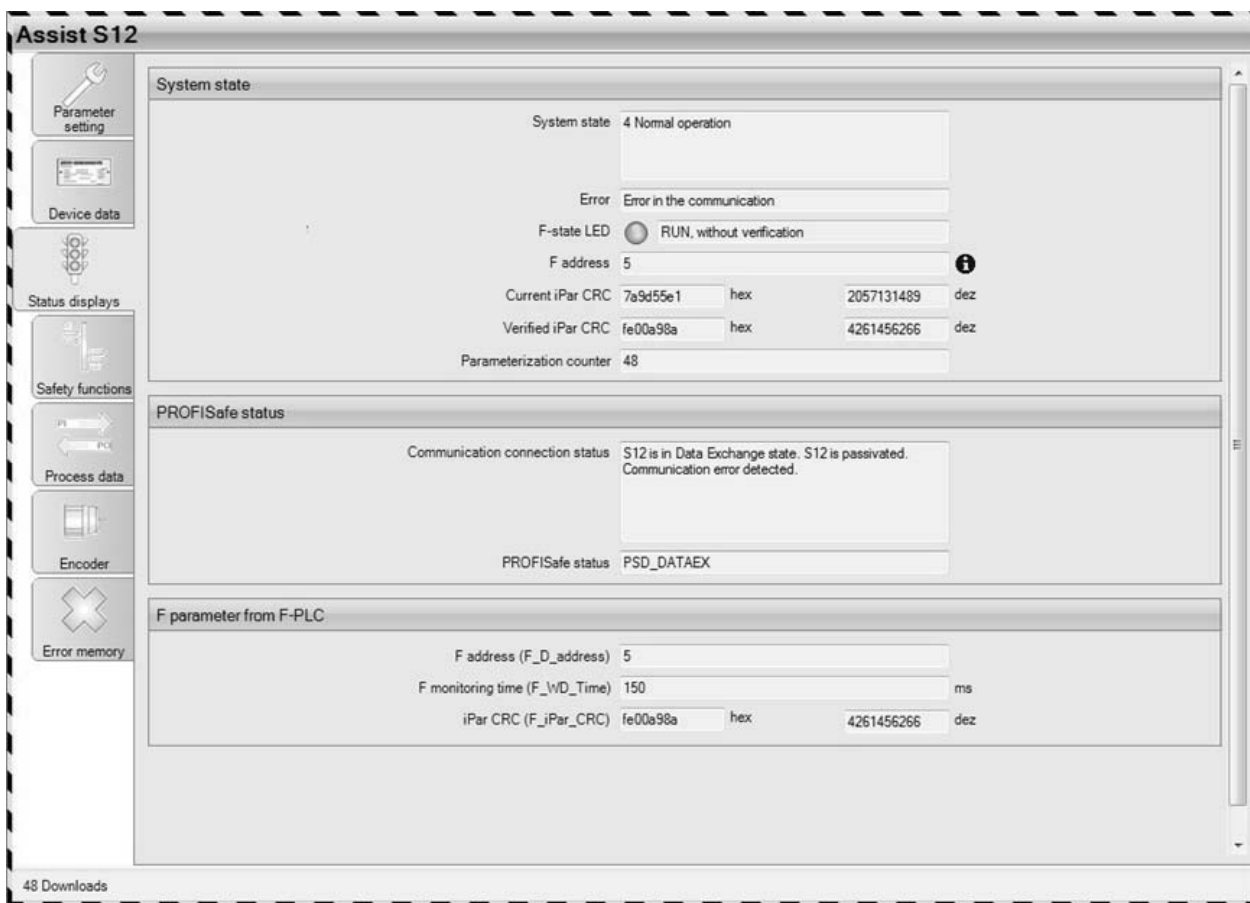 Assist S12
Parameter
setting
Device data
Status displays
Safety functions
PI
PO
Process data
Encoder
Error memory
System state
System state 4 Normal operation
Error Error in the communication
F-state LED RUN, without verification
F address 5
Current iPar CRC 7a9d55e1 hex 2057131489 dez
Verified iPar CRC fe00a98a hex 4261456266 dez
Parameterization counter 48
PROFISafe status
Communication connection status S12 is in Data Exchange state. S12 is passivated.
Communication error detected.
PROFISafe status PSD_DATAEX
F parameter from F-PLC
F address (F_D_address) 5
F monitoring time (F_WD_Time) 150 ms
iPar CRC (F_iPar_CRC) fe00a98a hex 4261456266 dez
48 Downloads